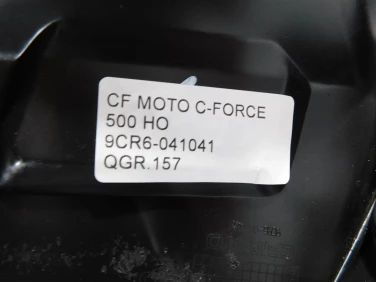 CF MOTO C-FORCE
500 HO
9CR6-041041
QGR.157